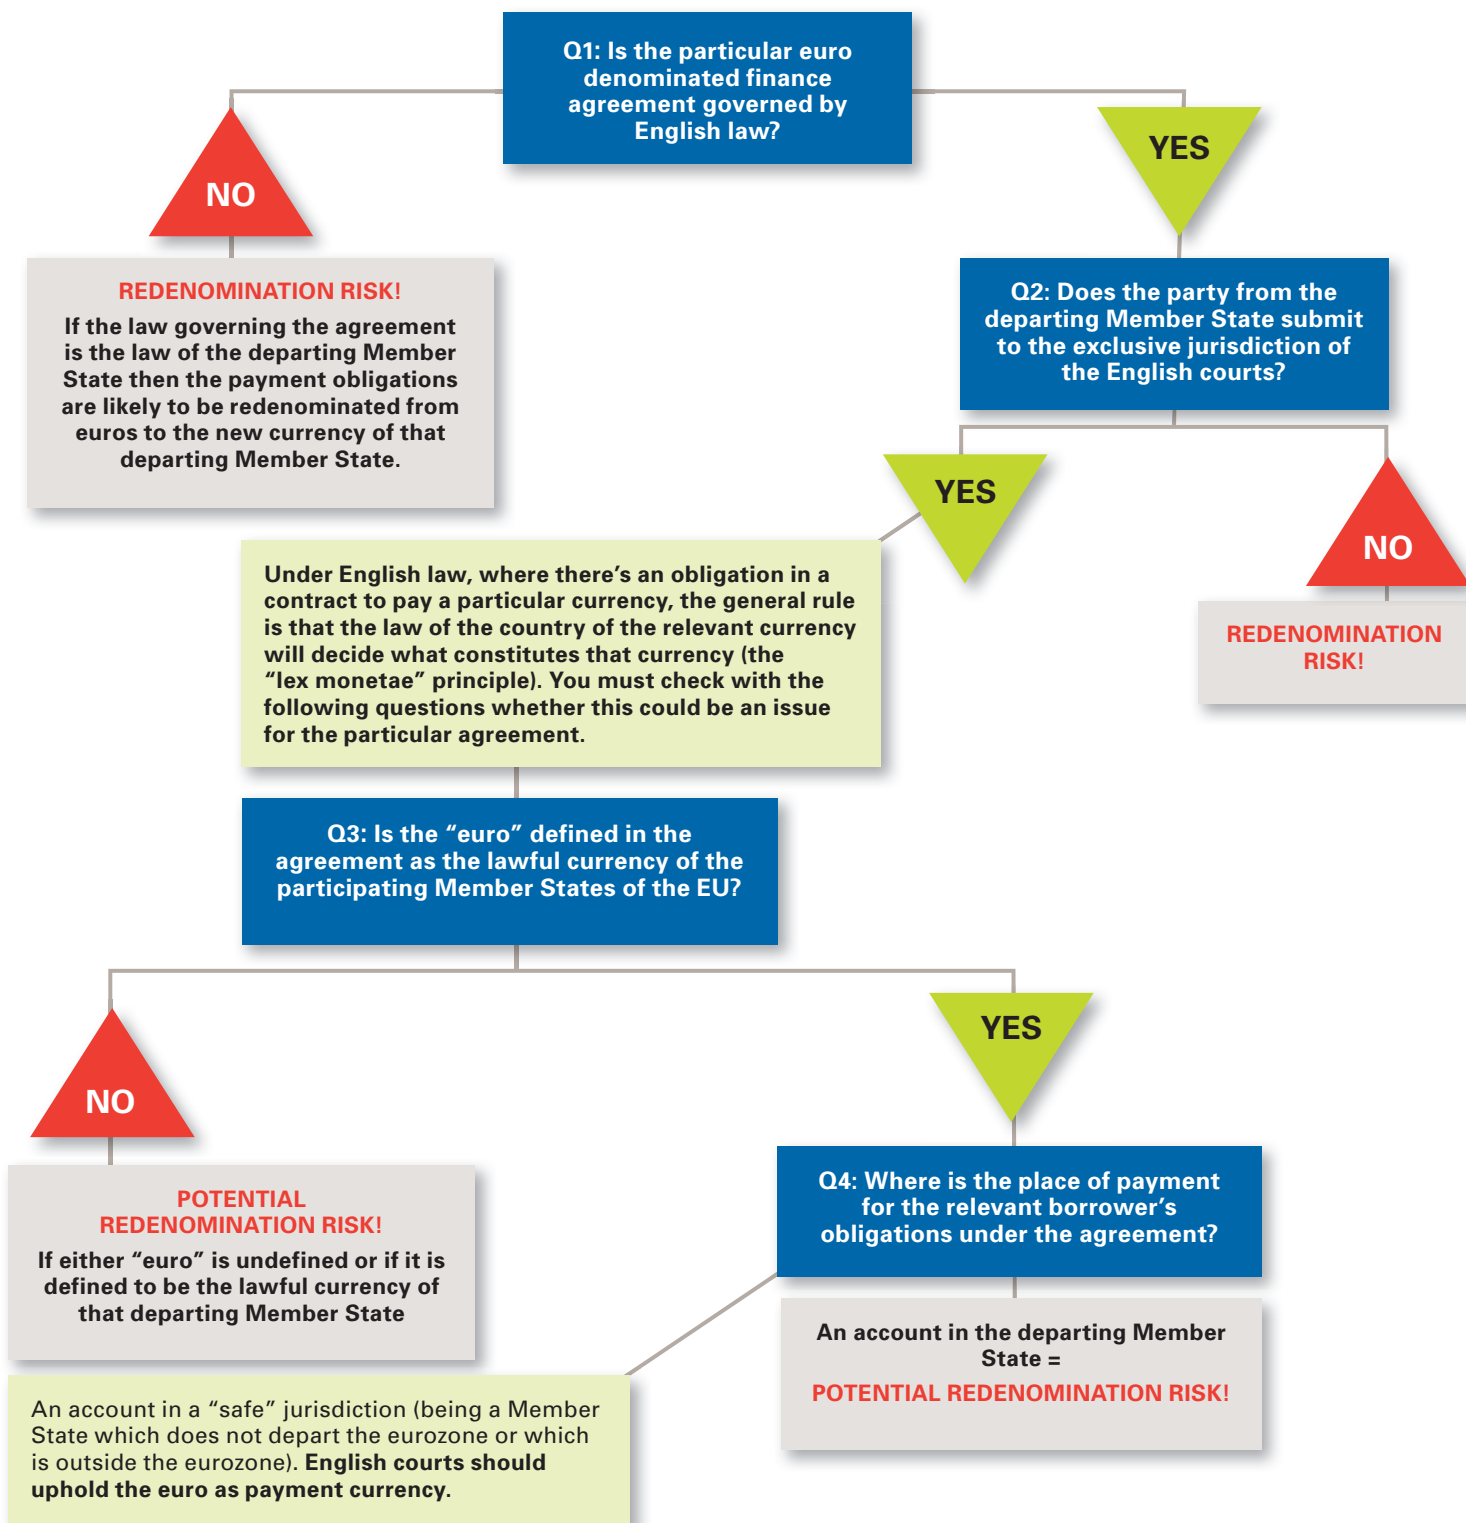 Q1: Is the particular euro
denominated finance
agreement governed by
English law?
NO
YES
REDENOMINATION RISK!
If the law governing the agreement
is the law of the departing Member
State then the payment obligations
are likely to be redenominated from
euros to the new currency of that
departing Member State.
Q2: Does the party from the
departing Member State submit
to the exclusive jurisdiction of
the English courts?
YES
NO
REDENOMINATION
RISK!
Under English law, where there’s an obligation in a
contract to pay a particular currency, the general rule
is that the law of the country of the relevant currency
will decide what constitutes that currency (the
“lex monetae” principle). You must check with the
following questions whether this could be an issue
for the particular agreement.
Q3: Is the “euro” defined in the
agreement as the lawful currency of the
participating Member States of the EU?
NO
YES
POTENTIAL
REDENOMINATION RISK!
If either “euro” is undefined or if it is
defined to be the lawful currency of
that departing Member State
Q4: Where is the place of payment
for the relevant borrower’s
obligations under the agreement?
An account in the departing Member
State =
POTENTIAL REDENOMINATION RISK!
An account in a “safe” jurisdiction (being a Member
State which does not depart the eurozone or which
is outside the eurozone). English courts should
uphold the euro as payment currency.